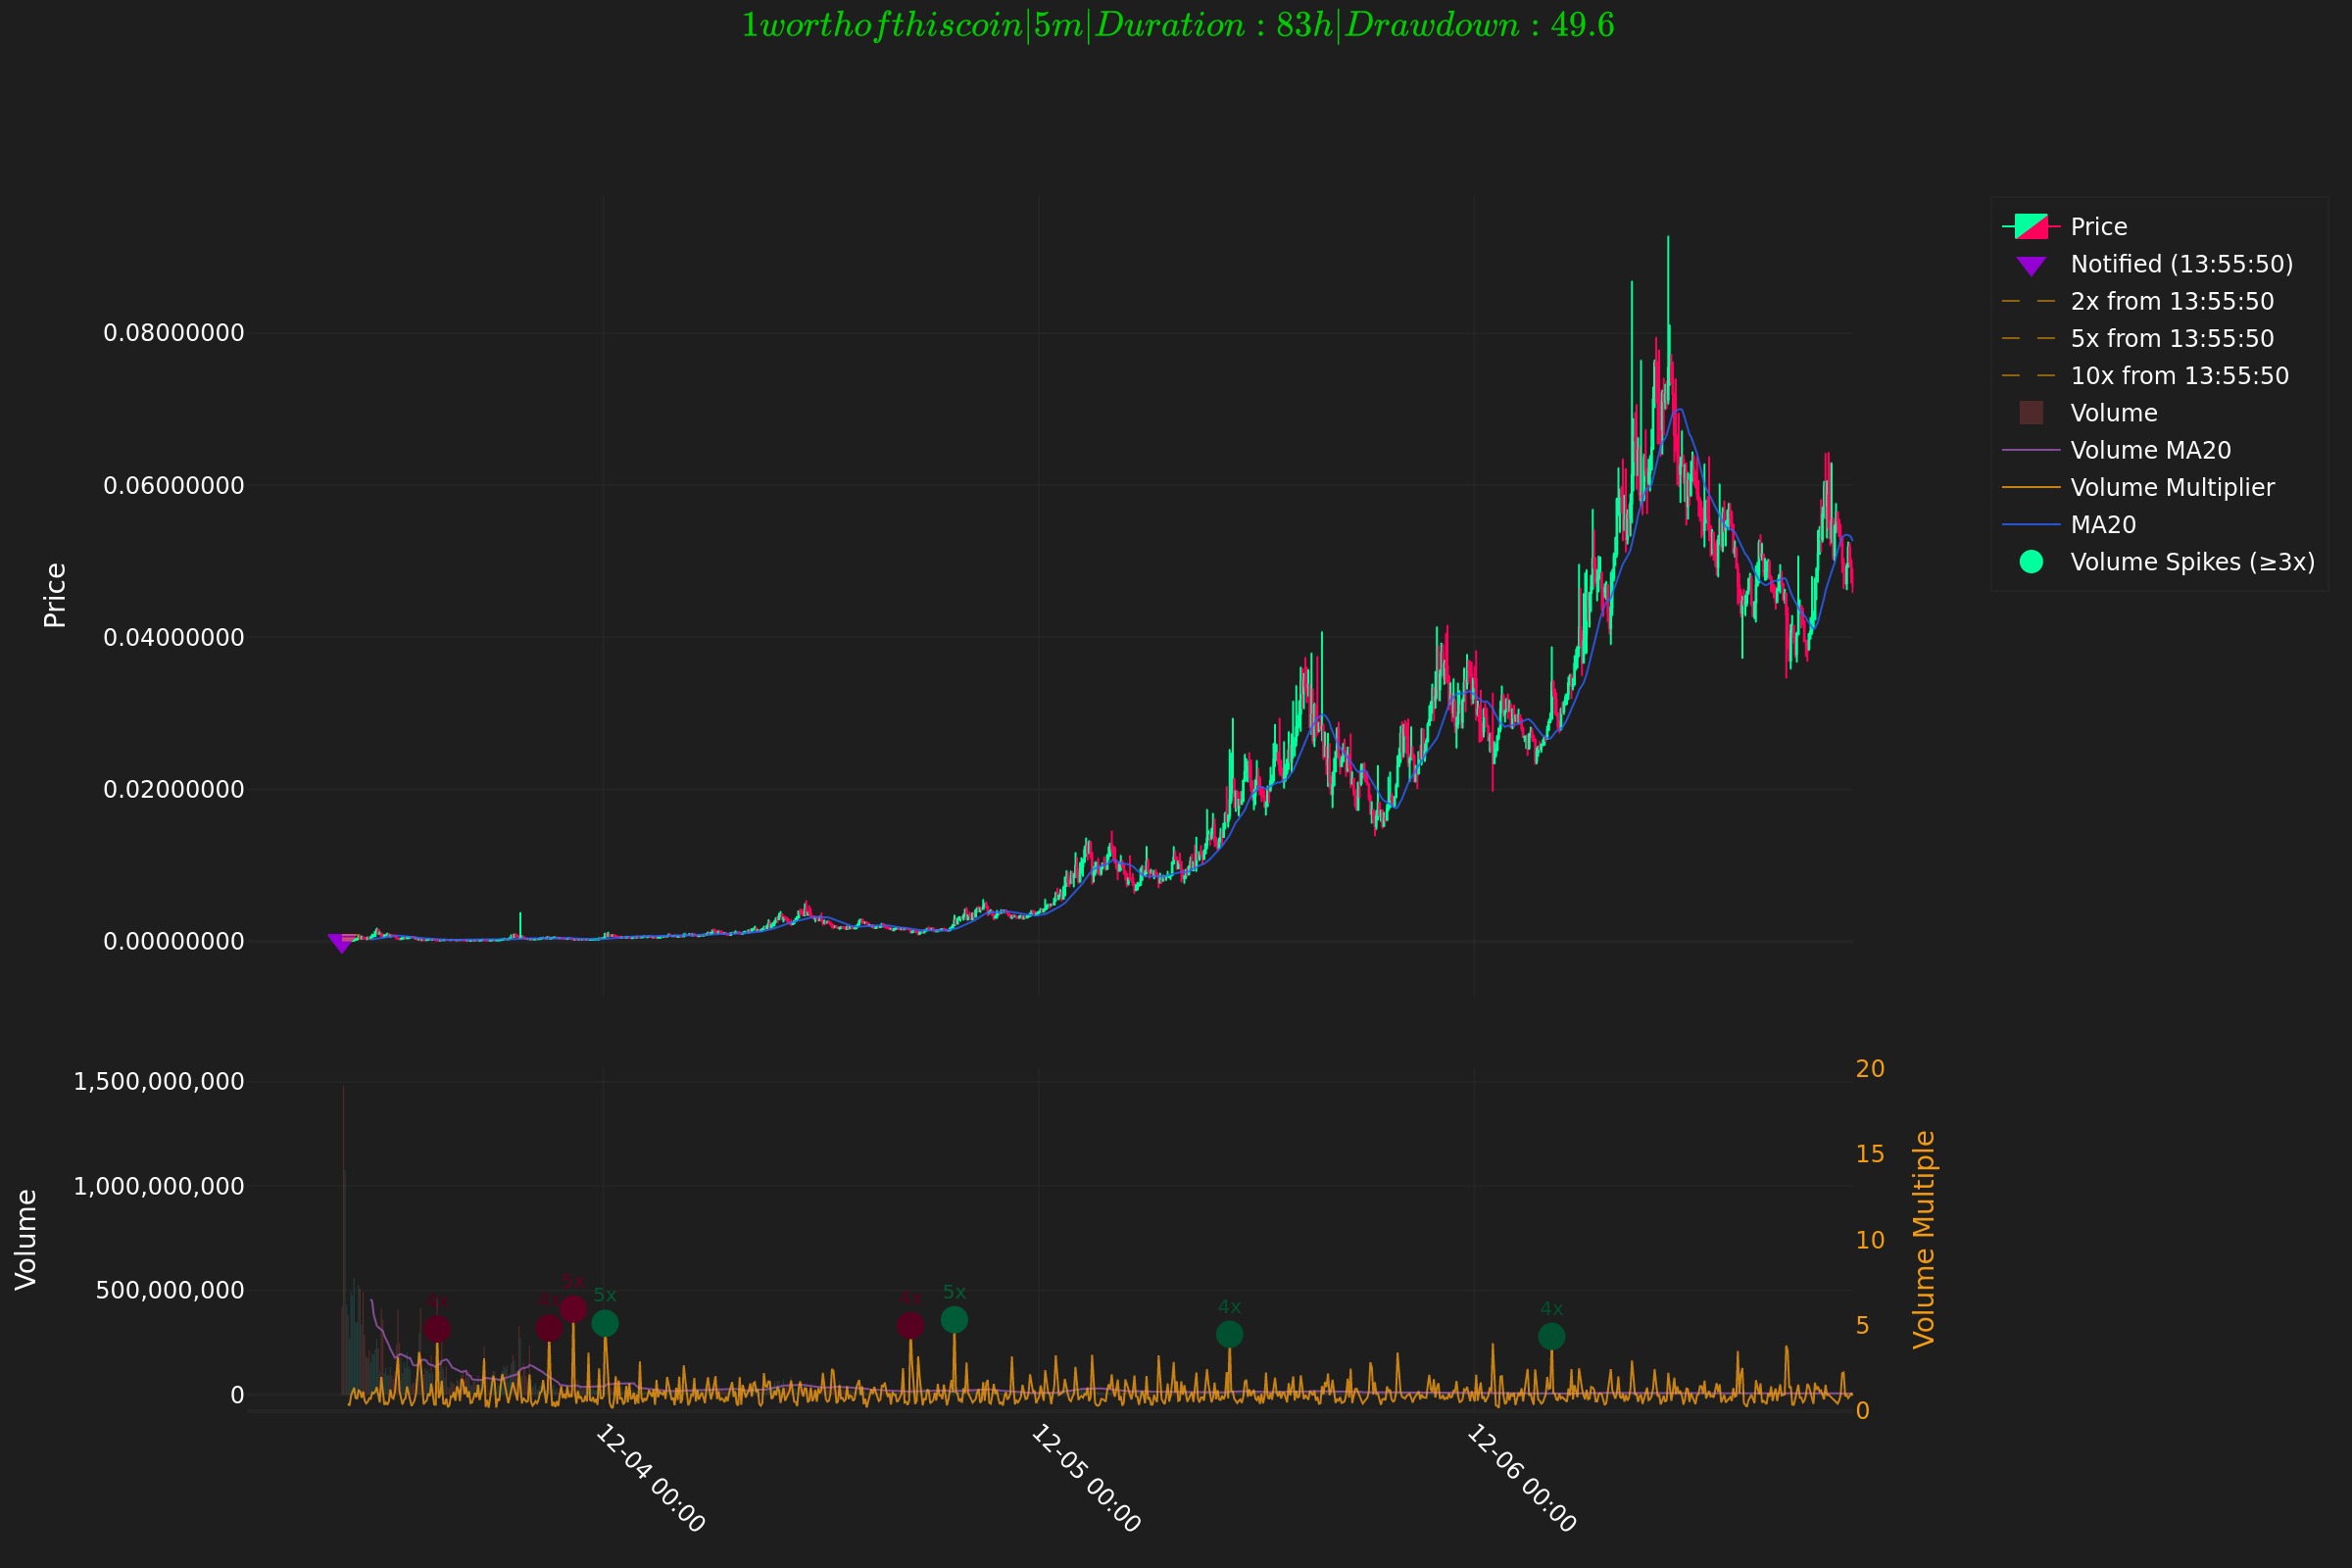 1worthofthiscoin|5m|Duration : 83h|Drawdown : 49.6
Price
0.08000000
0.06000000
0.04000000
0.02000000
0.00000000
Price
Notified (13:55:50)
2x from 13:55:50
5x from 13:55:50
10x from 13:55:50
Volume
Volume MA20
Volume Multiplier
MA20
Volume Spikes (≥3x)
Volume
1,500,000,000
1,000,000,000
500,000,000
0
4x
4x
5x
5x
4x
5x
4x
4x
20
15
10
5
0
Volume Multiple
12-04 00:00
12-05 00:00
12-06 00:00